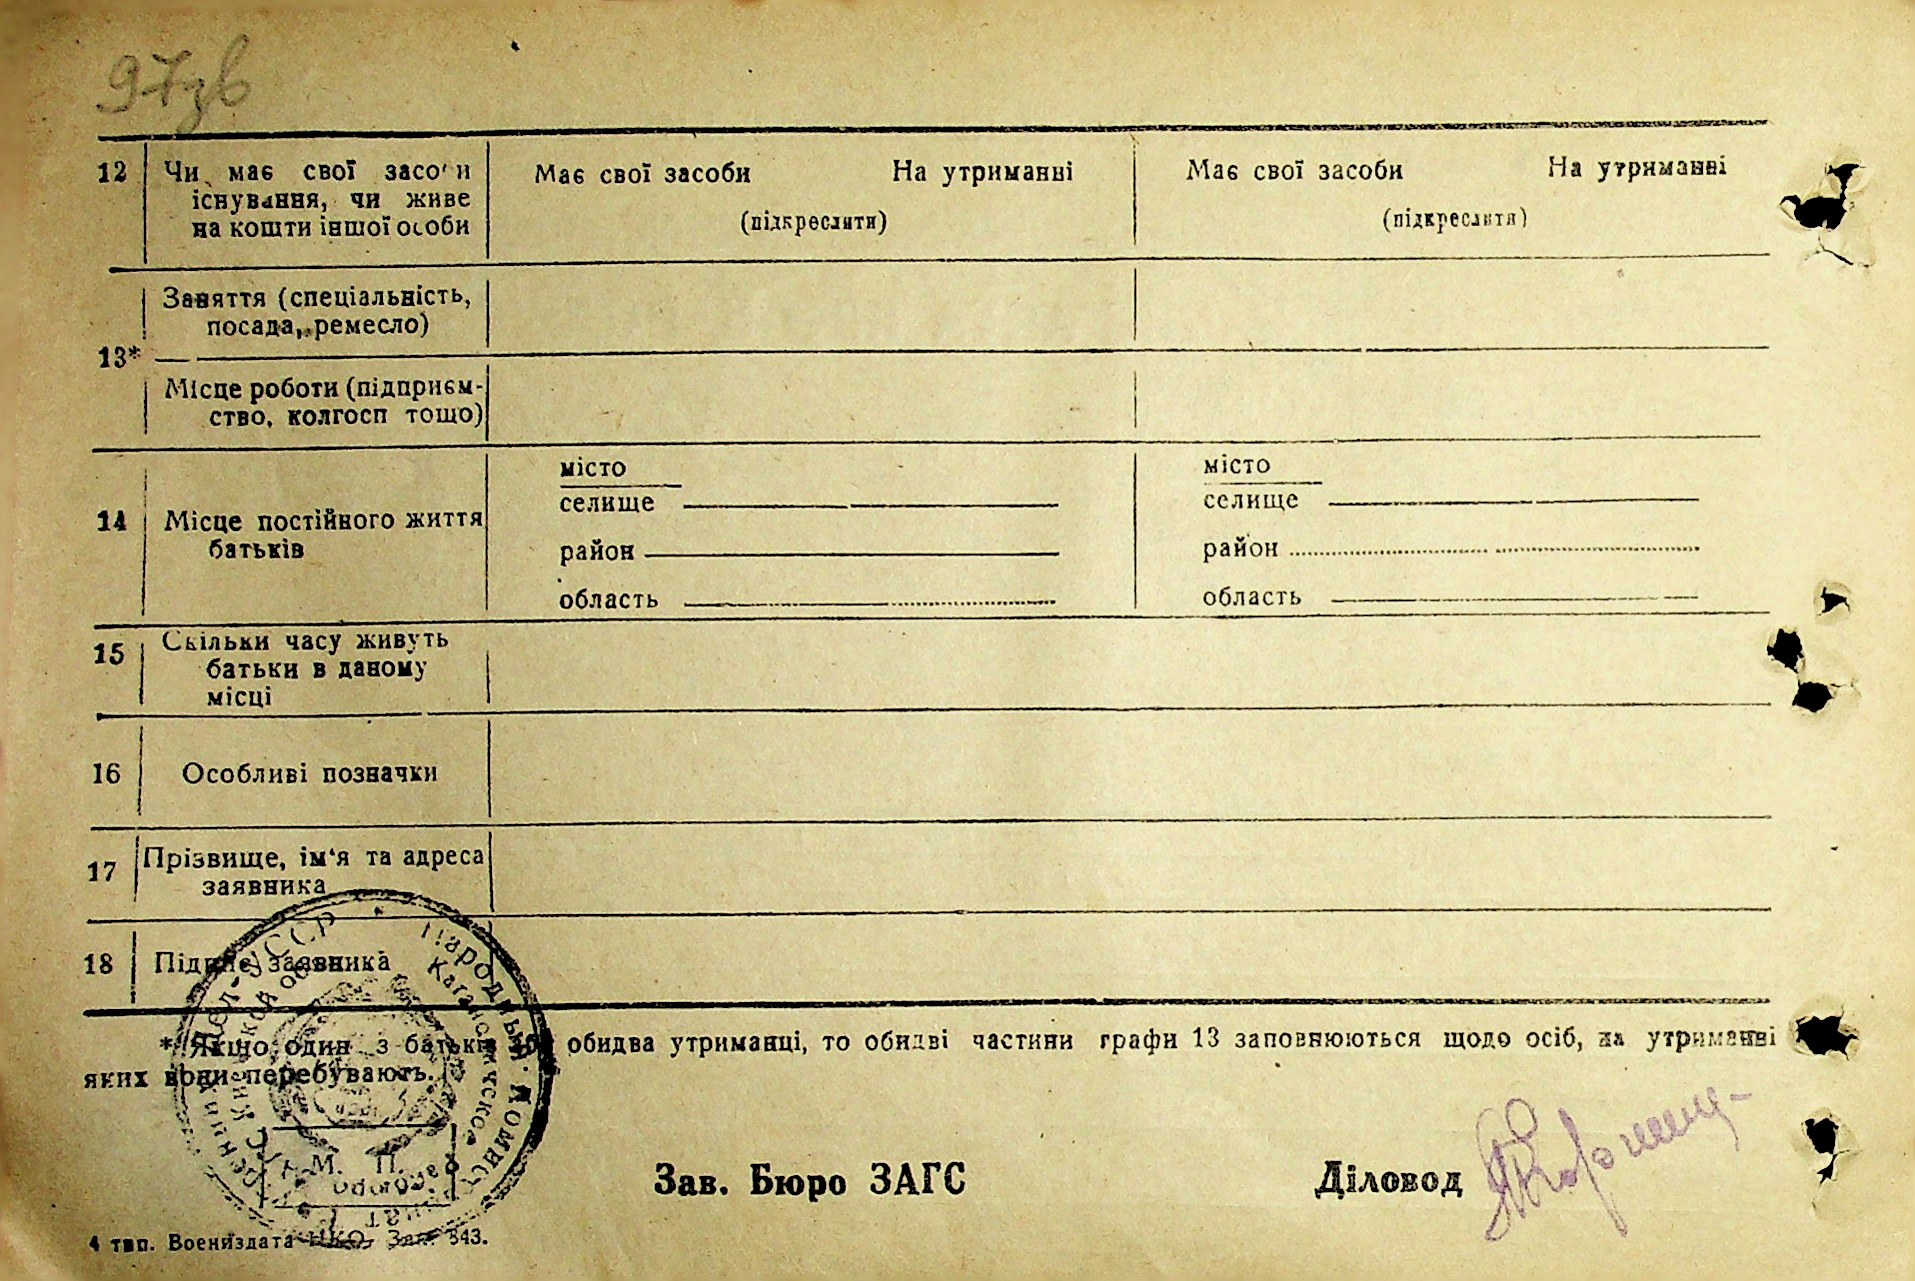 97зв
12 Чи має свої засоби Має свої засоби На утриманні Має свої засоби На утриманні
існування, чи живе (підкреслити) (підкреслити)
на кошти іншої особи
Заняття (спеціальність,
посада, ремесло)
13*
Місце роботи (підприєм-
ство, колгосп тощо)
місто місто
селище селище
14 Місце постійного життя
батьків
район район
область область
Скільки часу живуть
15 батьки в даному
місці
16 Особливі позначки
17 Прізвище, ім'я та адреса
заявника
18 Підпис заявника
* Якщо один з батьків або обидва утриманці, то обидві частини графи 13 заповнюються щодо осіб, на утриманні
яких вони перебувають.
М. П.
Зав. Бюро ЗАГС Діловод
4 тип. Воениздата НКО. Зак. 343.
Народный Комисс
УССР